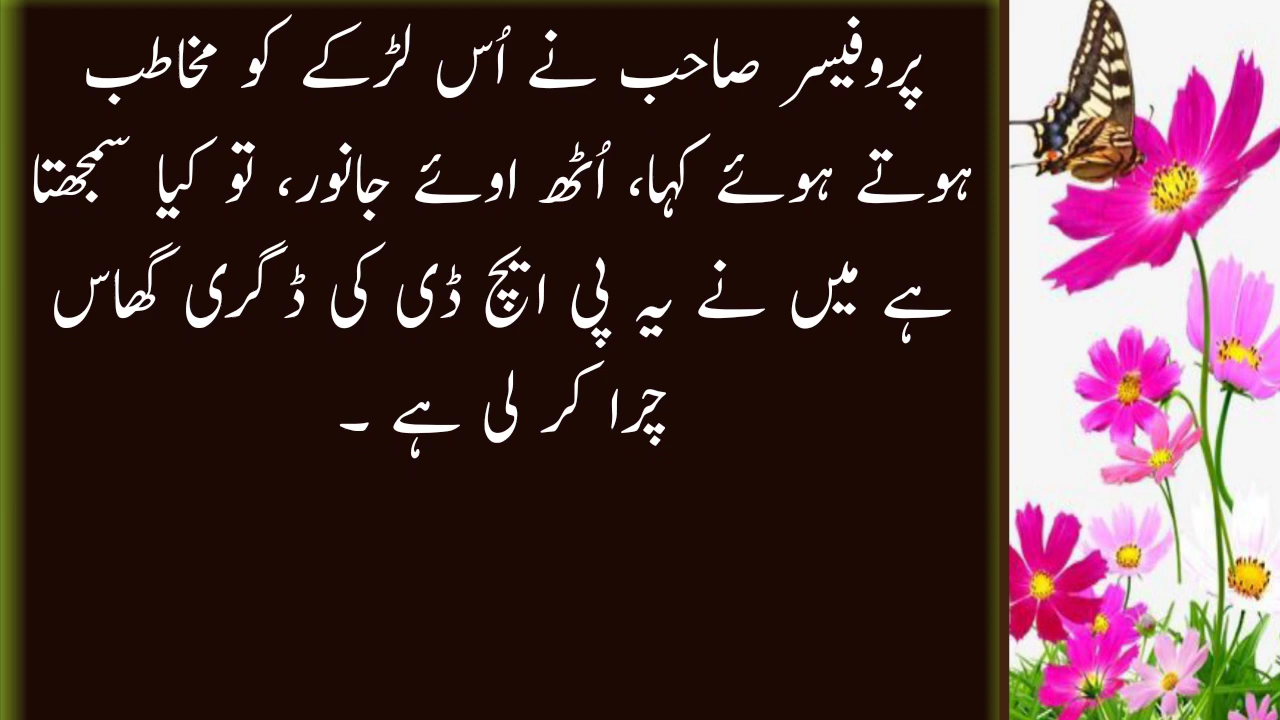 پروفیسر صاحب نے اُس لڑکے کو مخاطب
ہوتے ہوئے کہا، اُٹھ اوئے جانور، تو کیا سمجھتا
ہے میں نے یہ پی ایچ ڈی کی ڈگری گھاس
چرا کر لی ہے ۔